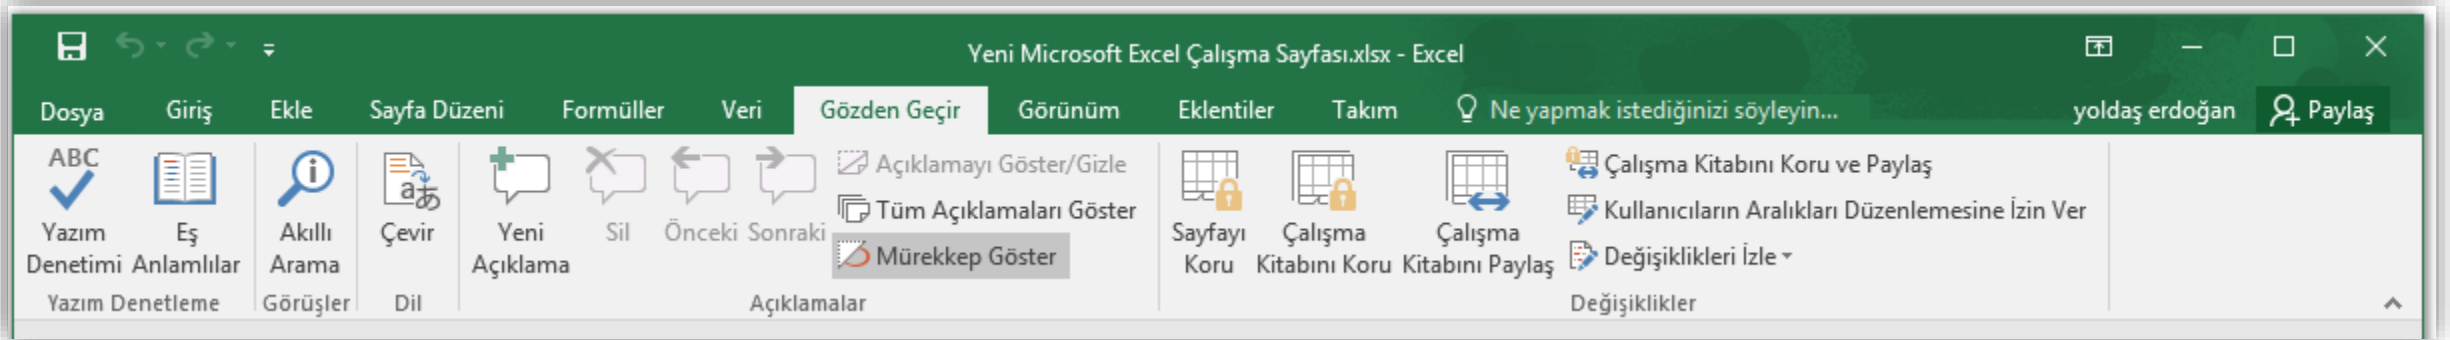 Yeni Microsoft Excel Çalışma Sayfası.xlsx - Excel
Dosya Giriş Ekle Sayfa Düzeni Formüller Veri Gözden Geçir Görünüm Eklentiler Takım Ne yapmak istediğinizi söyleyin... yoldaş erdoğan Paylaş
ABC
Yazım
Denetimi
Eş
Anlamlılar
Yazım Denetleme
Akıllı
Arama
Görüşler
aあ
Çevir
Dil
Yeni
Açıklama
Sil
Önceki
Sonraki
Açıklamayı Göster/Gizle
Tüm Açıklamaları Göster
Mürekkep Göster
Açıklamalar
Sayfayı
Koru
Çalışma
Kitabını Koru
Çalışma
Kitabını Paylaş
Çalışma Kitabını Koru ve Paylaş
Kullanıcıların Aralıkları Düzenlemesine İzin Ver
Değişiklikleri İzle
Değişiklikler